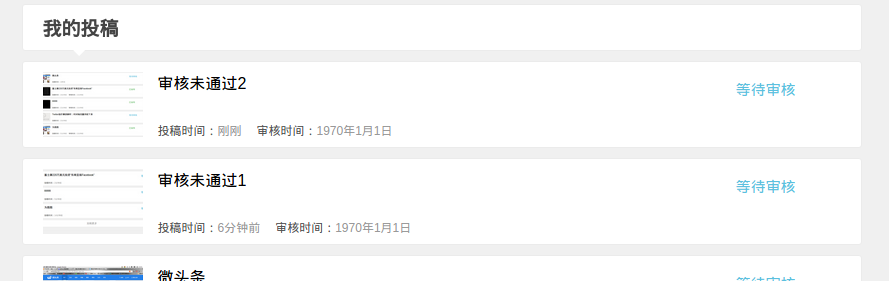 我的投稿
审核未通过2
等待审核
投稿时间：刚刚 审核时间：1970年1月1日
审核未通过1
等待审核
投稿时间：6分钟前 审核时间：1970年1月1日
微头条
等待审核